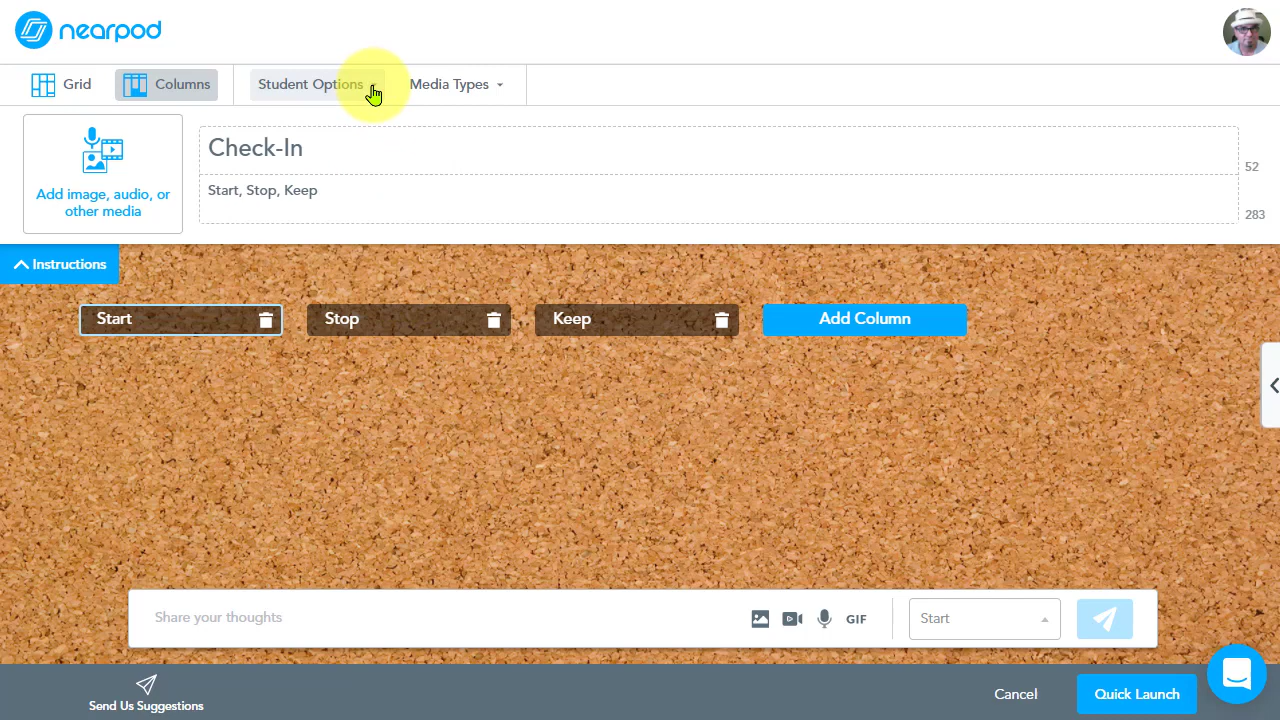 nearpod
Grid
Columns
Student Options
Media Types
Add image, audio, or
other media
Check-In
52
Start, Stop, Keep
283
Instructions
Start
Stop
Keep
Add Column
Share your thoughts
GIF
Start
Send Us Suggestions
Cancel
Quick Launch